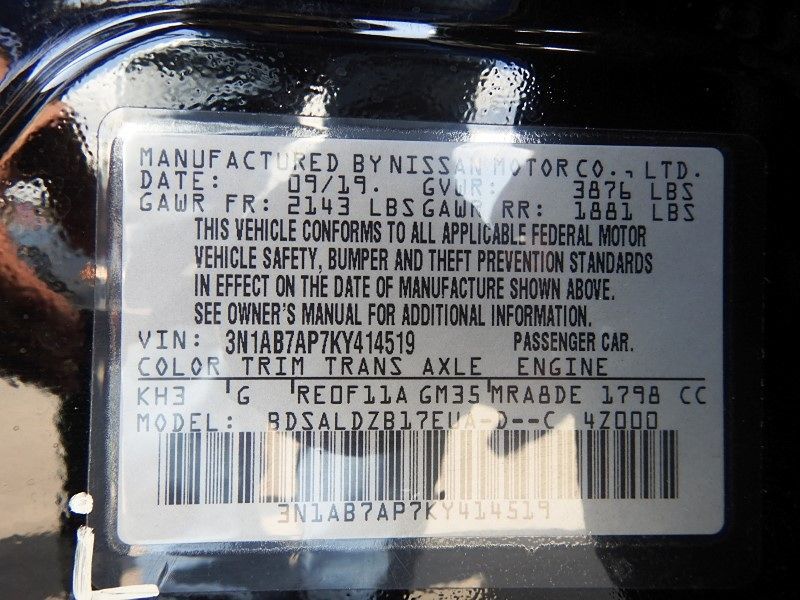 MANUFACTURED BY NISSAN MOTOR CO., LTD.
DATE: 09/19. GVWR: 3876 LBS
GAWR FR: 2143 LBS GAWR RR: 1881 LBS
THIS VEHICLE CONFORMS TO ALL APPLICABLE FEDERAL MOTOR
VEHICLE SAFETY, BUMPER AND THEFT PREVENTION STANDARDS
IN EFFECT ON THE DATE OF MANUFACTURE SHOWN ABOVE.
SEE OWNER'S MANUAL FOR ADDITIONAL INFORMATION.
VIN: 3N1AB7AP7KY414519 PASSENGER CAR.
COLOR TRIM TRANS AXLE ENGINE
KH3 G RE0F11A GM35 MRA8DE 1798 CC
MODEL: BDSALDZB17EUA-D--C 4Z000
3N1AB7AP7KY414519